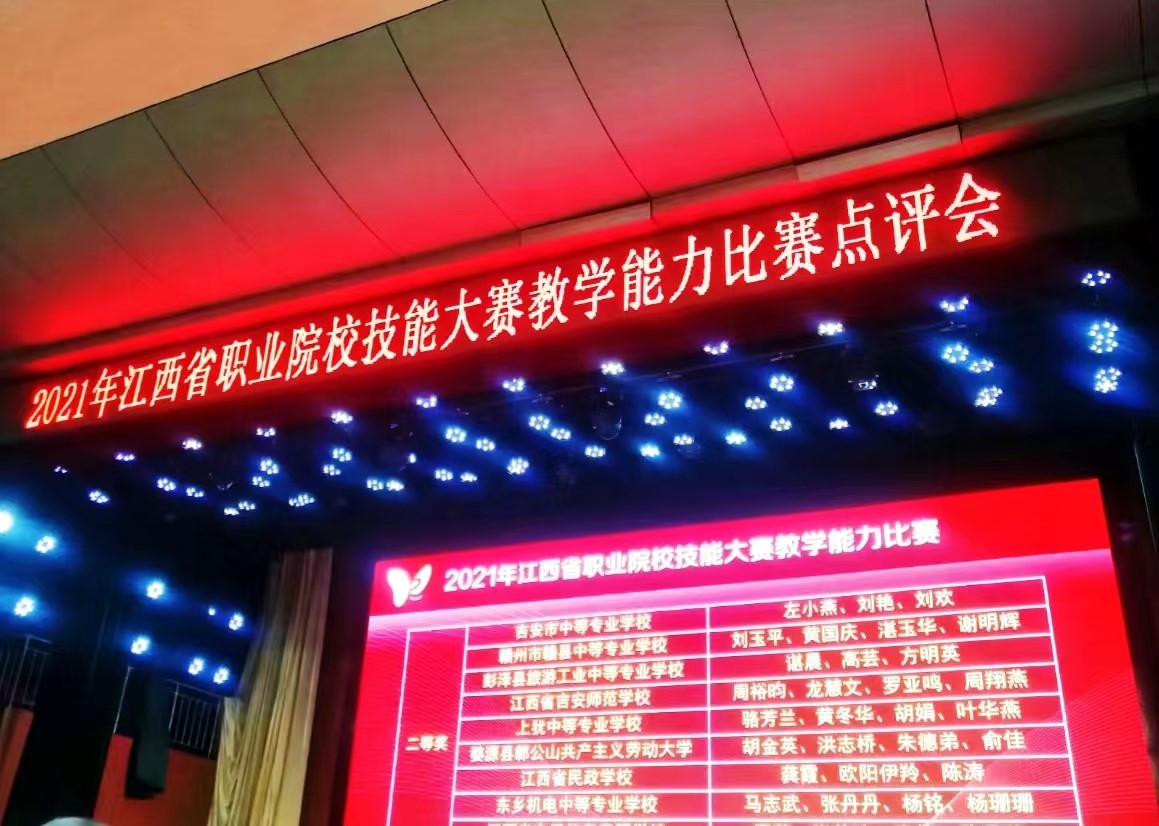 2021年江西省职业院校技能大赛教学能力比赛点评会
2021年江西省职业院校技能大赛教学能力比赛
二等奖
吉安市中等专业学校 左小燕、刘艳、刘欢
赣州市赣县中等专业学校 刘玉平、黄国庆、湛玉华、谢明辉
彭泽县旅游工业中等专业学校 谌晨、高芸、方明英
江西省吉安师范学校 周裕昀、龙慧文、罗亚鸣、周翔燕
上犹中等专业学校 骆芳兰、黄冬华、胡娟、叶华燕
婺源县鄣公山共产主义劳动大学 胡金英、洪志桥、朱德弟、俞佳
江西省民政学校 龚霞、欧阳伊羚、陈涛
东乡机电中等专业学校 马志武、张丹丹、杨铭、杨珊珊